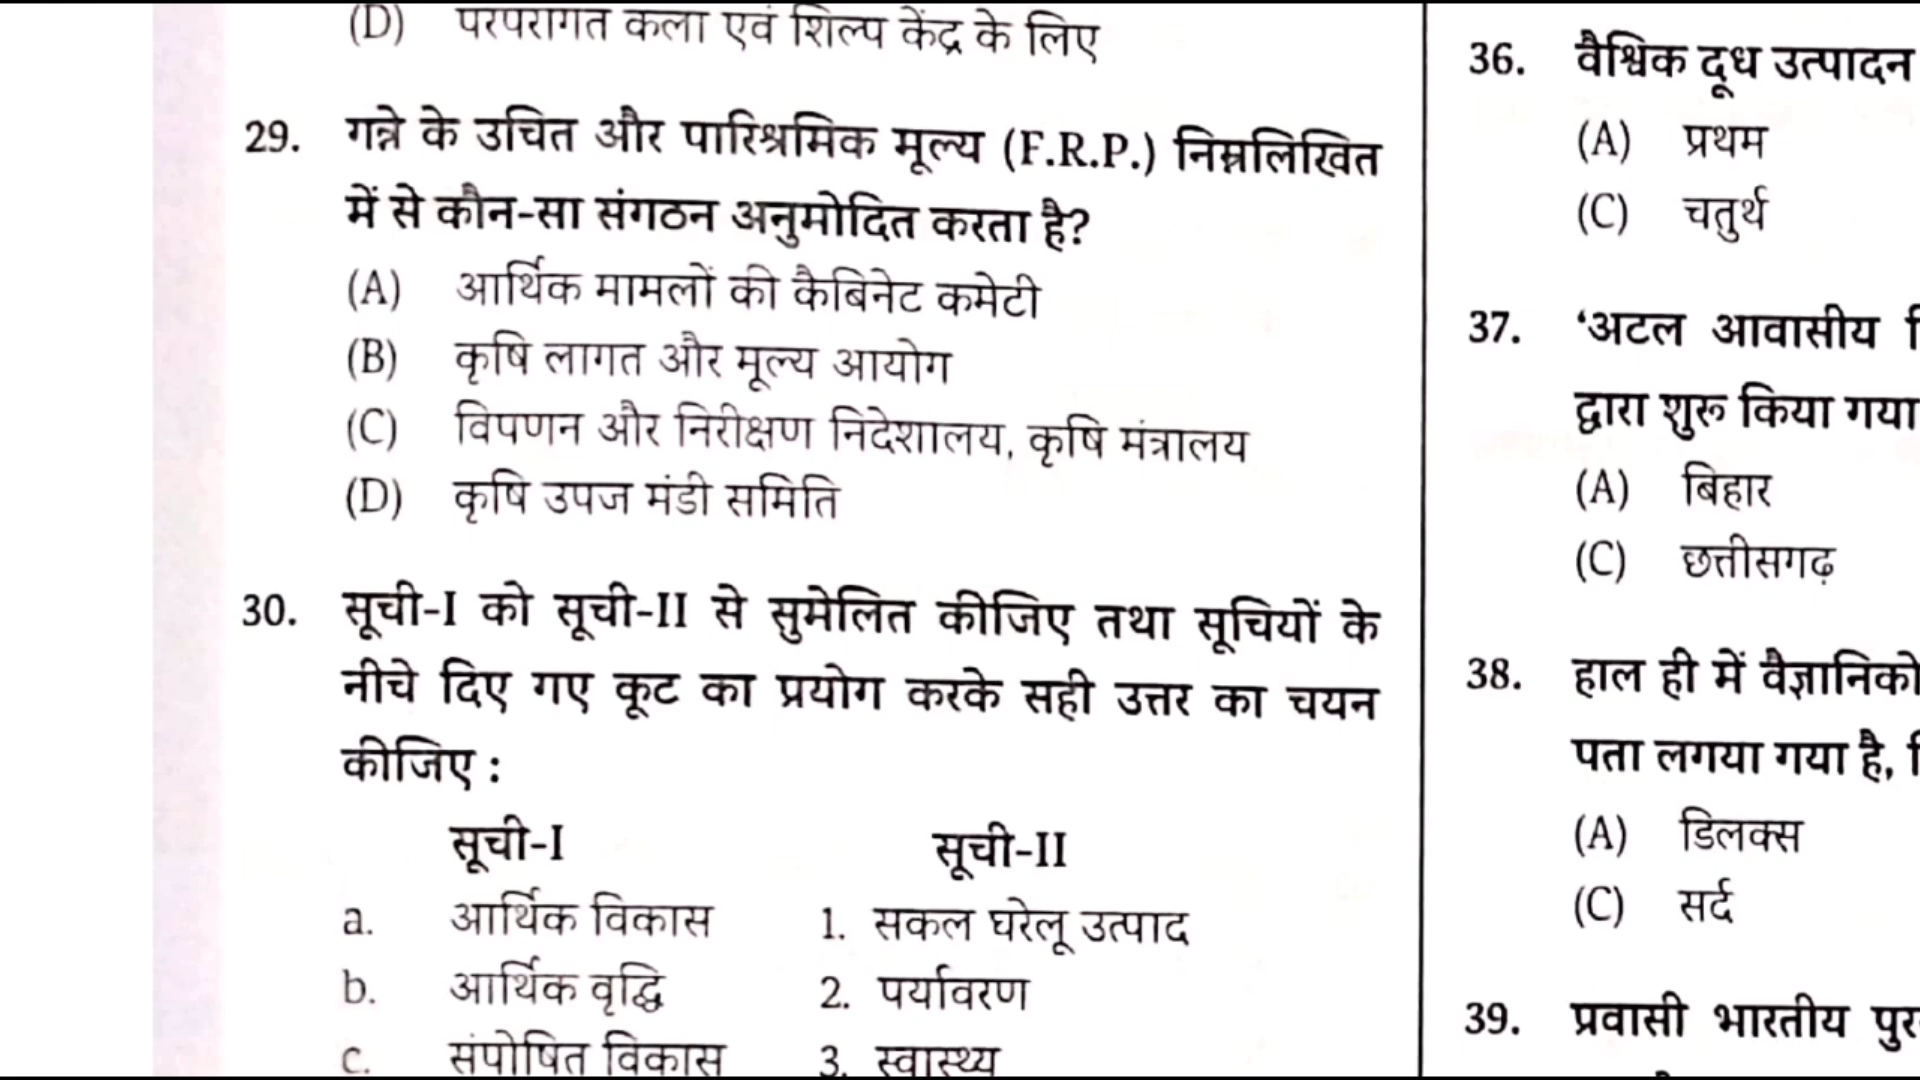 (D) परंपरागत कला एवं शिल्प केंद्र के लिए
29. गन्ने के उचित और पारिश्रमिक मूल्य (F.R.P.) निम्नलिखित
में से कौन-सा संगठन अनुमोदित करता है?
(A) आर्थिक मामलों की कैबिनेट कमेटी
(B) कृषि लागत और मूल्य आयोग
(C) विपणन और निरीक्षण निदेशालय, कृषि मंत्रालय
(D) कृषि उपज मंडी समिति
30. सूची-I को सूची-II से सुमेलित कीजिए तथा सूचियों के
नीचे दिए गए कूट का प्रयोग करके सही उत्तर का चयन
कीजिए :
सूची-I सूची-II
a. आर्थिक विकास 1. सकल घरेलू उत्पाद
b. आर्थिक वृद्धि 2. पर्यावरण
c. संपोषित विकास 3. स्वास्थ्य
36. वैश्विक दूध उत्पादन
(A) प्रथम
(C) चतुर्थ
37. ‘अटल आवासीय
द्वारा शुरू किया गया
(A) बिहार
(C) छत्तीसगढ़
38. हाल ही में वैज्ञानिको
पता लगया गया है,
(A) डिलक्स
(C) सर्द
39. प्रवासी भारतीय